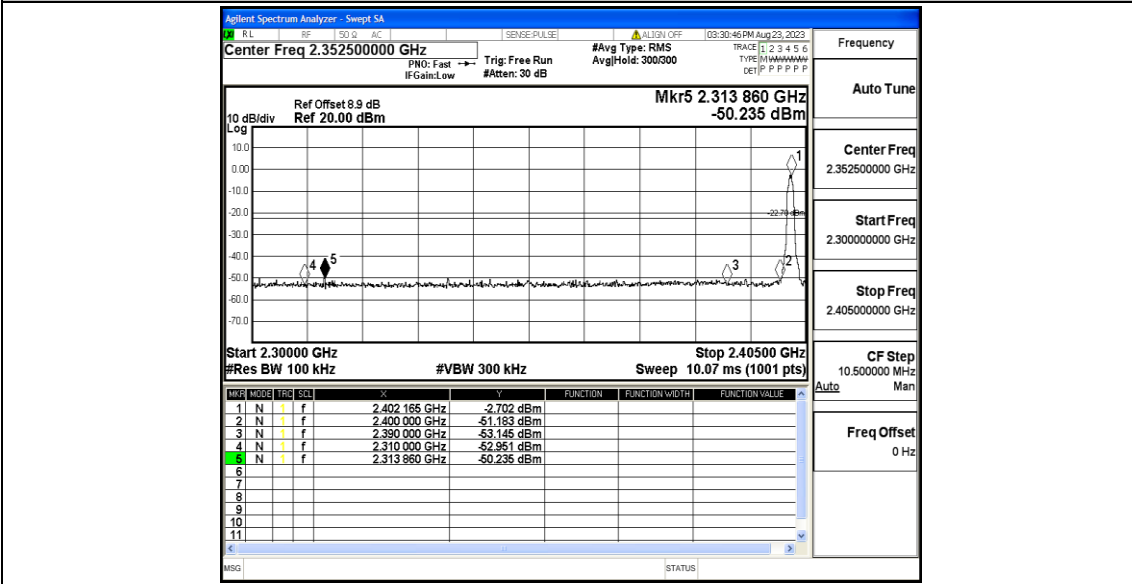 Agilent Spectrum Analyzer - Swept SA
RL RF 50 Ω AC SENSE:PULSE ALIGN OFF 03:30:46 PM Aug 23, 2023
Center Freq 2.352500000 GHz
PNO: Fast
IFGain:Low
Trig: Free Run
#Atten: 30 dB
#Avg Type: RMS
Avg|Hold: 300/300
TRACE 1 2 3 4 5 6
TYPE M WWWWW
DET P P P P P P
Frequency
Auto Tune
Center Freq
2.352500000 GHz
Start Freq
2.300000000 GHz
Stop Freq
2.405000000 GHz
CF Step
10.500000 MHz
Auto Man
Freq Offset
0 Hz
Mkr5 2.313 860 GHz
-50.235 dBm
Ref Offset 8.9 dB
10 dB/div Ref 20.00 dBm
Log
10.0
0.00
-10.0
-20.0
-30.0
-40.0
-50.0
-60.0
-70.0
1
-22.70 dBm
4 5 3 2
Start 2.30000 GHz Stop 2.40500 GHz
#Res BW 100 kHz #VBW 300 kHz Sweep 10.07 ms (1001 pts)
MKR MODE TRC SCL X Y FUNCTION FUNCTION WIDTH FUNCTION VALUE
1 N 1 f 2.402 165 GHz -2.702 dBm
2 N 1 f 2.400 000 GHz -51.183 dBm
3 N 1 f 2.390 000 GHz -53.145 dBm
4 N 1 f 2.310 000 GHz -52.951 dBm
5 N 1 f 2.313 860 GHz -50.235 dBm
6
7
8
9
10
11
MSG STATUS